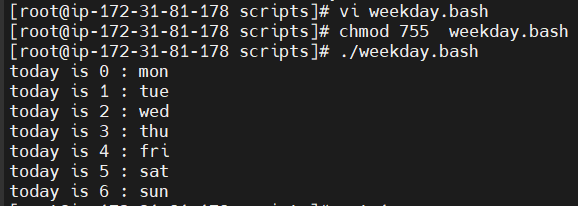 [root@ip-172-31-81-178 scripts]# vi weekday.bash
[root@ip-172-31-81-178 scripts]# chmod 755  weekday.bash
[root@ip-172-31-81-178 scripts]# ./weekday.bash
today is 0 : mon
today is 1 : tue
today is 2 : wed
today is 3 : thu
today is 4 : fri
today is 5 : sat
today is 6 : sun